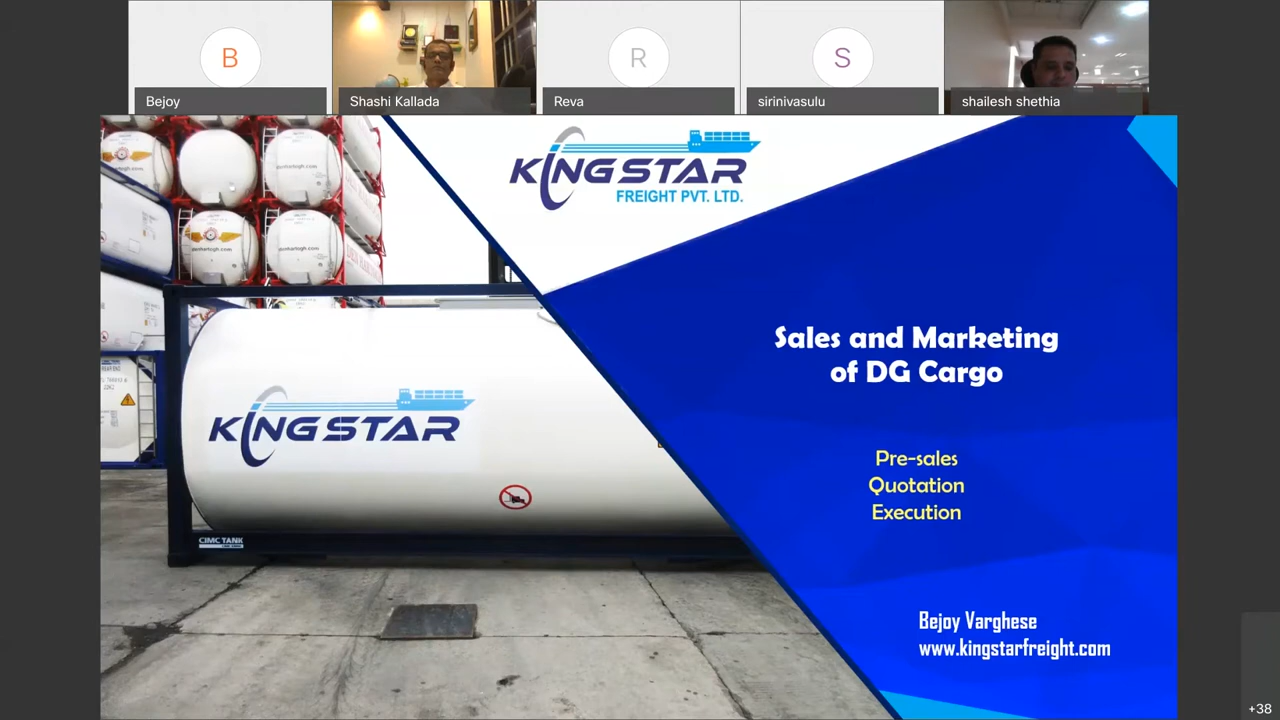 B
Bejoy
Shashi Kallada
R
Reva
S
sirinivasulu
shailesh shethia
KINGSTAR
FREIGHT PVT. LTD.
Sales and Marketing
of DG Cargo
Pre-sales
Quotation
Execution
Bejoy Varghese
www.kingstarfreight.com
KINGSTAR
CIMC TANK
+38